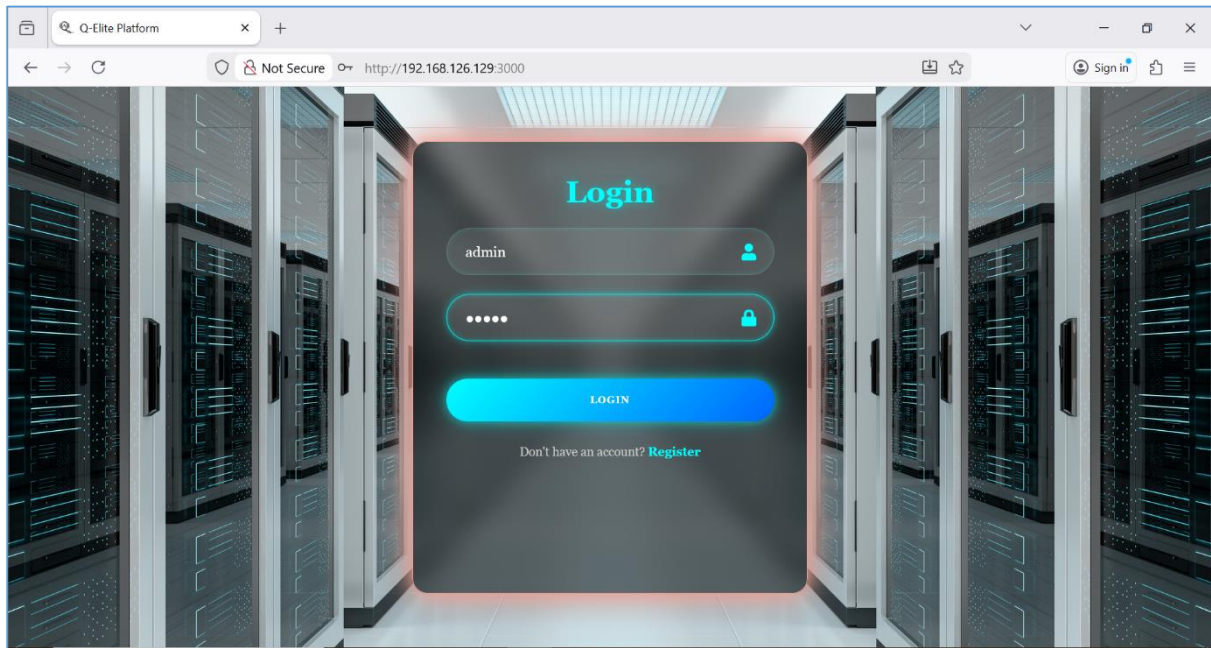 Q-Elite Platform
Not Secure http://192.168.126.129:3000
Sign in
Login
admin
•••••
LOGIN
Don't have an account? Register